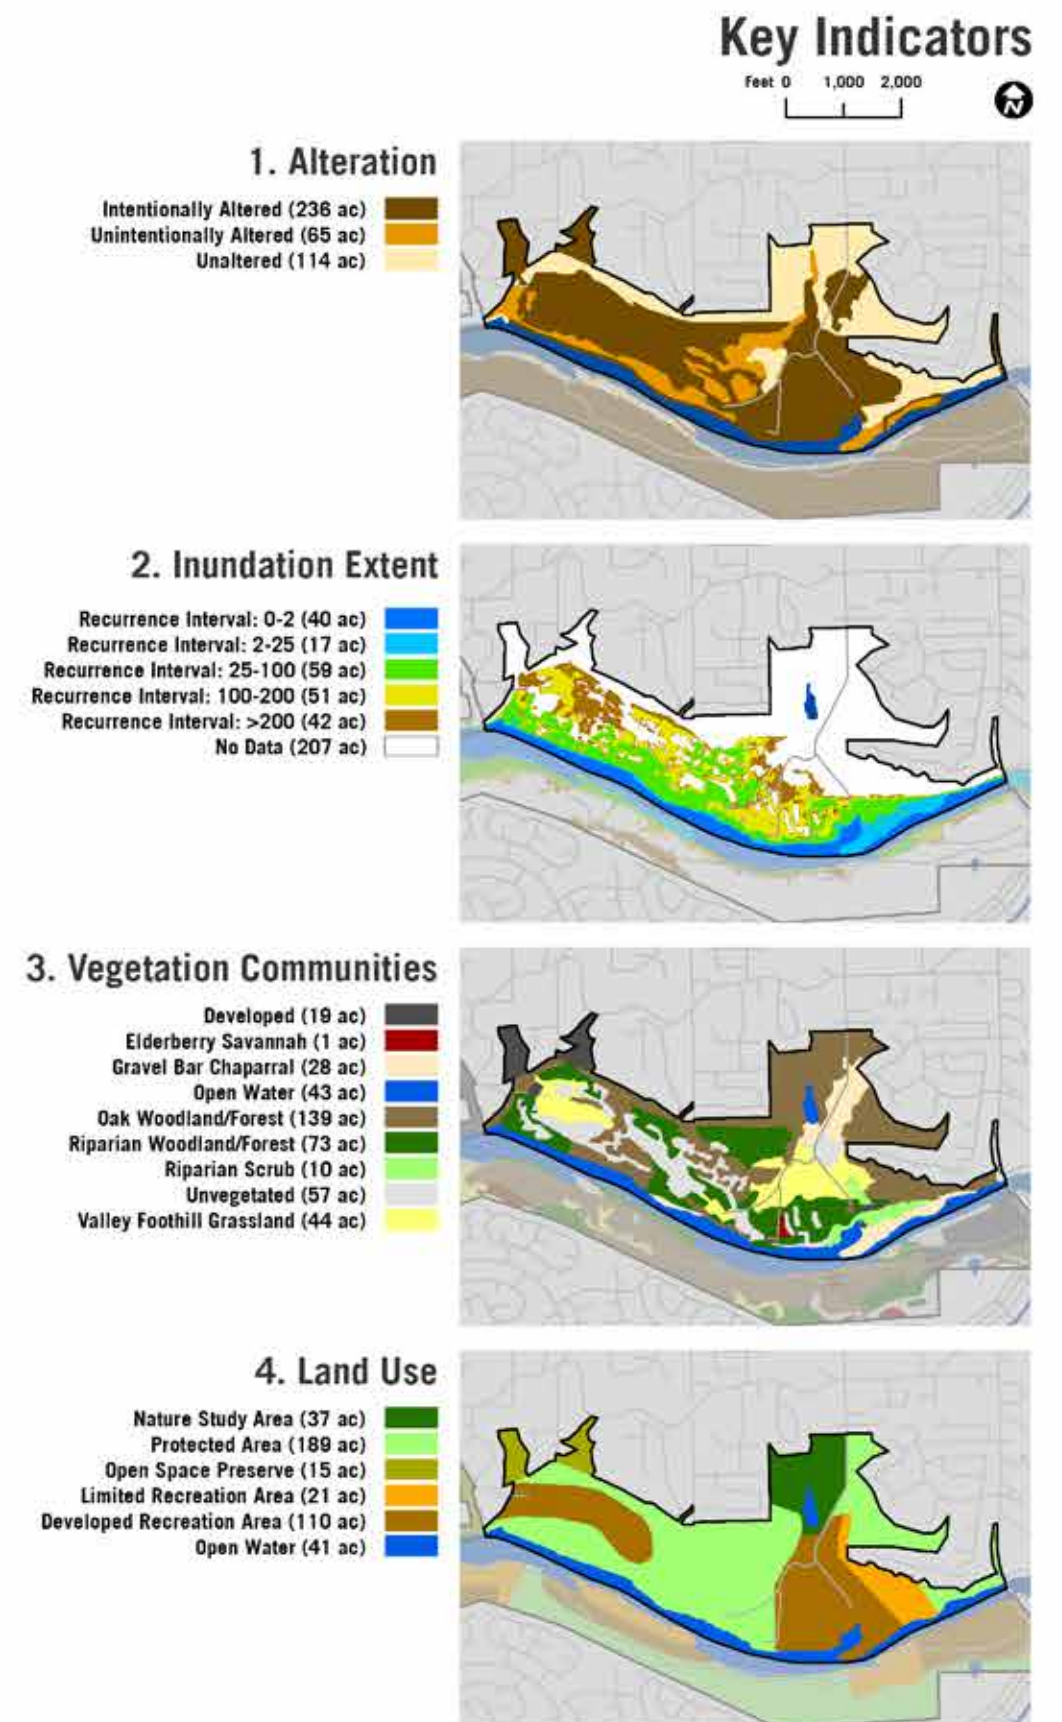 Key Indicators
Feet 0 1,000 2,000
N
1. Alteration
Intentionally Altered (236 ac)
Unintentionally Altered (65 ac)
Unaltered (114 ac)
2. Inundation Extent
Recurrence Interval: 0-2 (40 ac)
Recurrence Interval: 2-25 (17 ac)
Recurrence Interval: 25-100 (59 ac)
Recurrence Interval: 100-200 (51 ac)
Recurrence Interval: >200 (42 ac)
No Data (207 ac)
3. Vegetation Communities
Developed (19 ac)
Elderberry Savannah (1 ac)
Gravel Bar Chaparral (28 ac)
Open Water (43 ac)
Oak Woodland/Forest (139 ac)
Riparian Woodland/Forest (73 ac)
Riparian Scrub (10 ac)
Unvegetated (57 ac)
Valley Foothill Grassland (44 ac)
4. Land Use
Nature Study Area (37 ac)
Protected Area (189 ac)
Open Space Preserve (15 ac)
Limited Recreation Area (21 ac)
Developed Recreation Area (110 ac)
Open Water (41 ac)